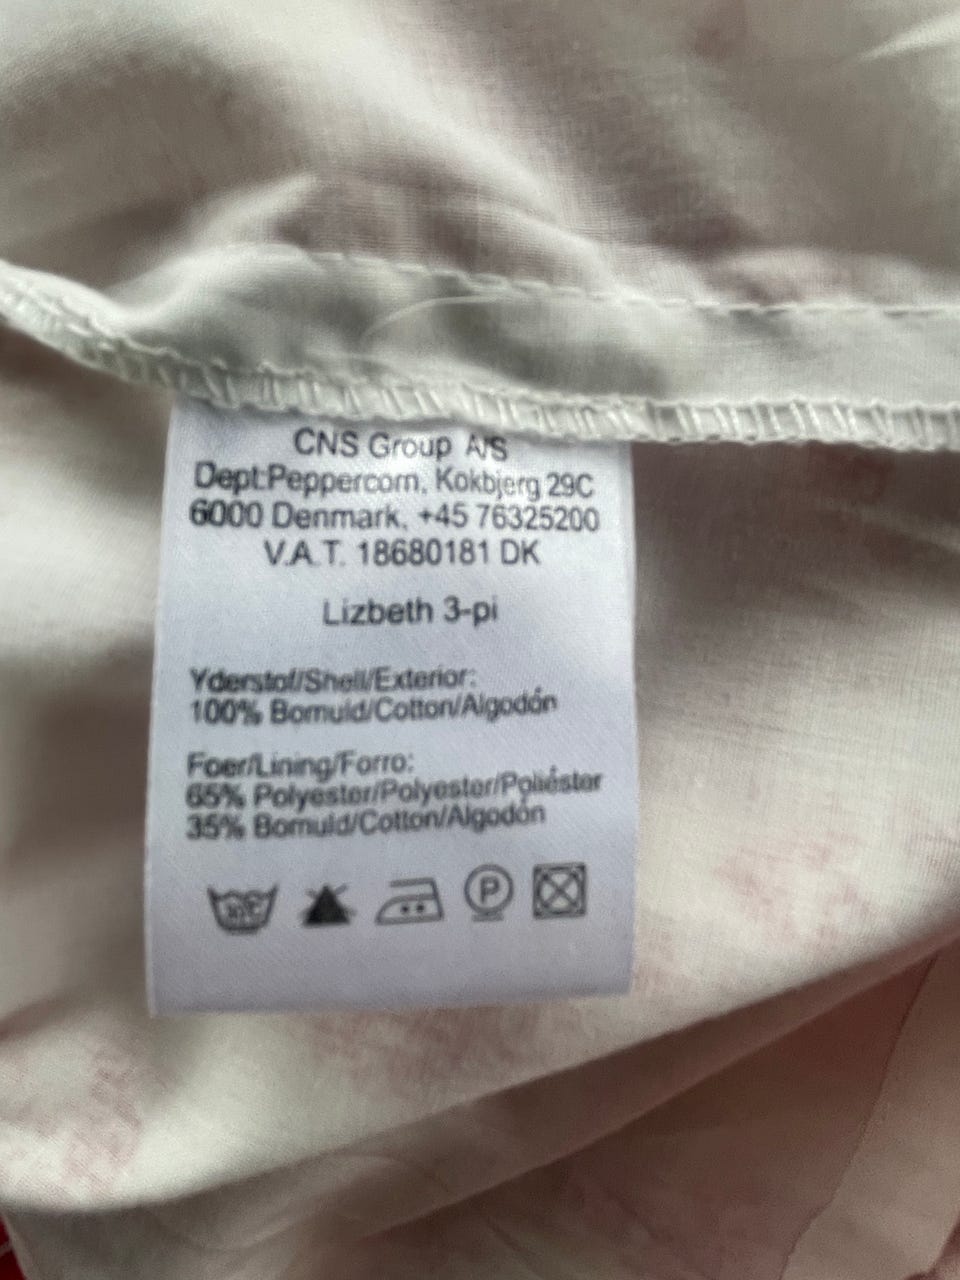 CNS Group A/S
Dept:Peppercorn, Kokbjerg 29C
6000 Denmark, +45 76325200
V.A.T. 18680181 DK
Lizbeth 3-pi
Yderstof/Shell/Exterior:
100% Bomuld/Cotton/Algodón
Foer/Lining/Forro:
65% Polyester/Polyester/Poliéster
35% Bomuld/Cotton/Algodón
P